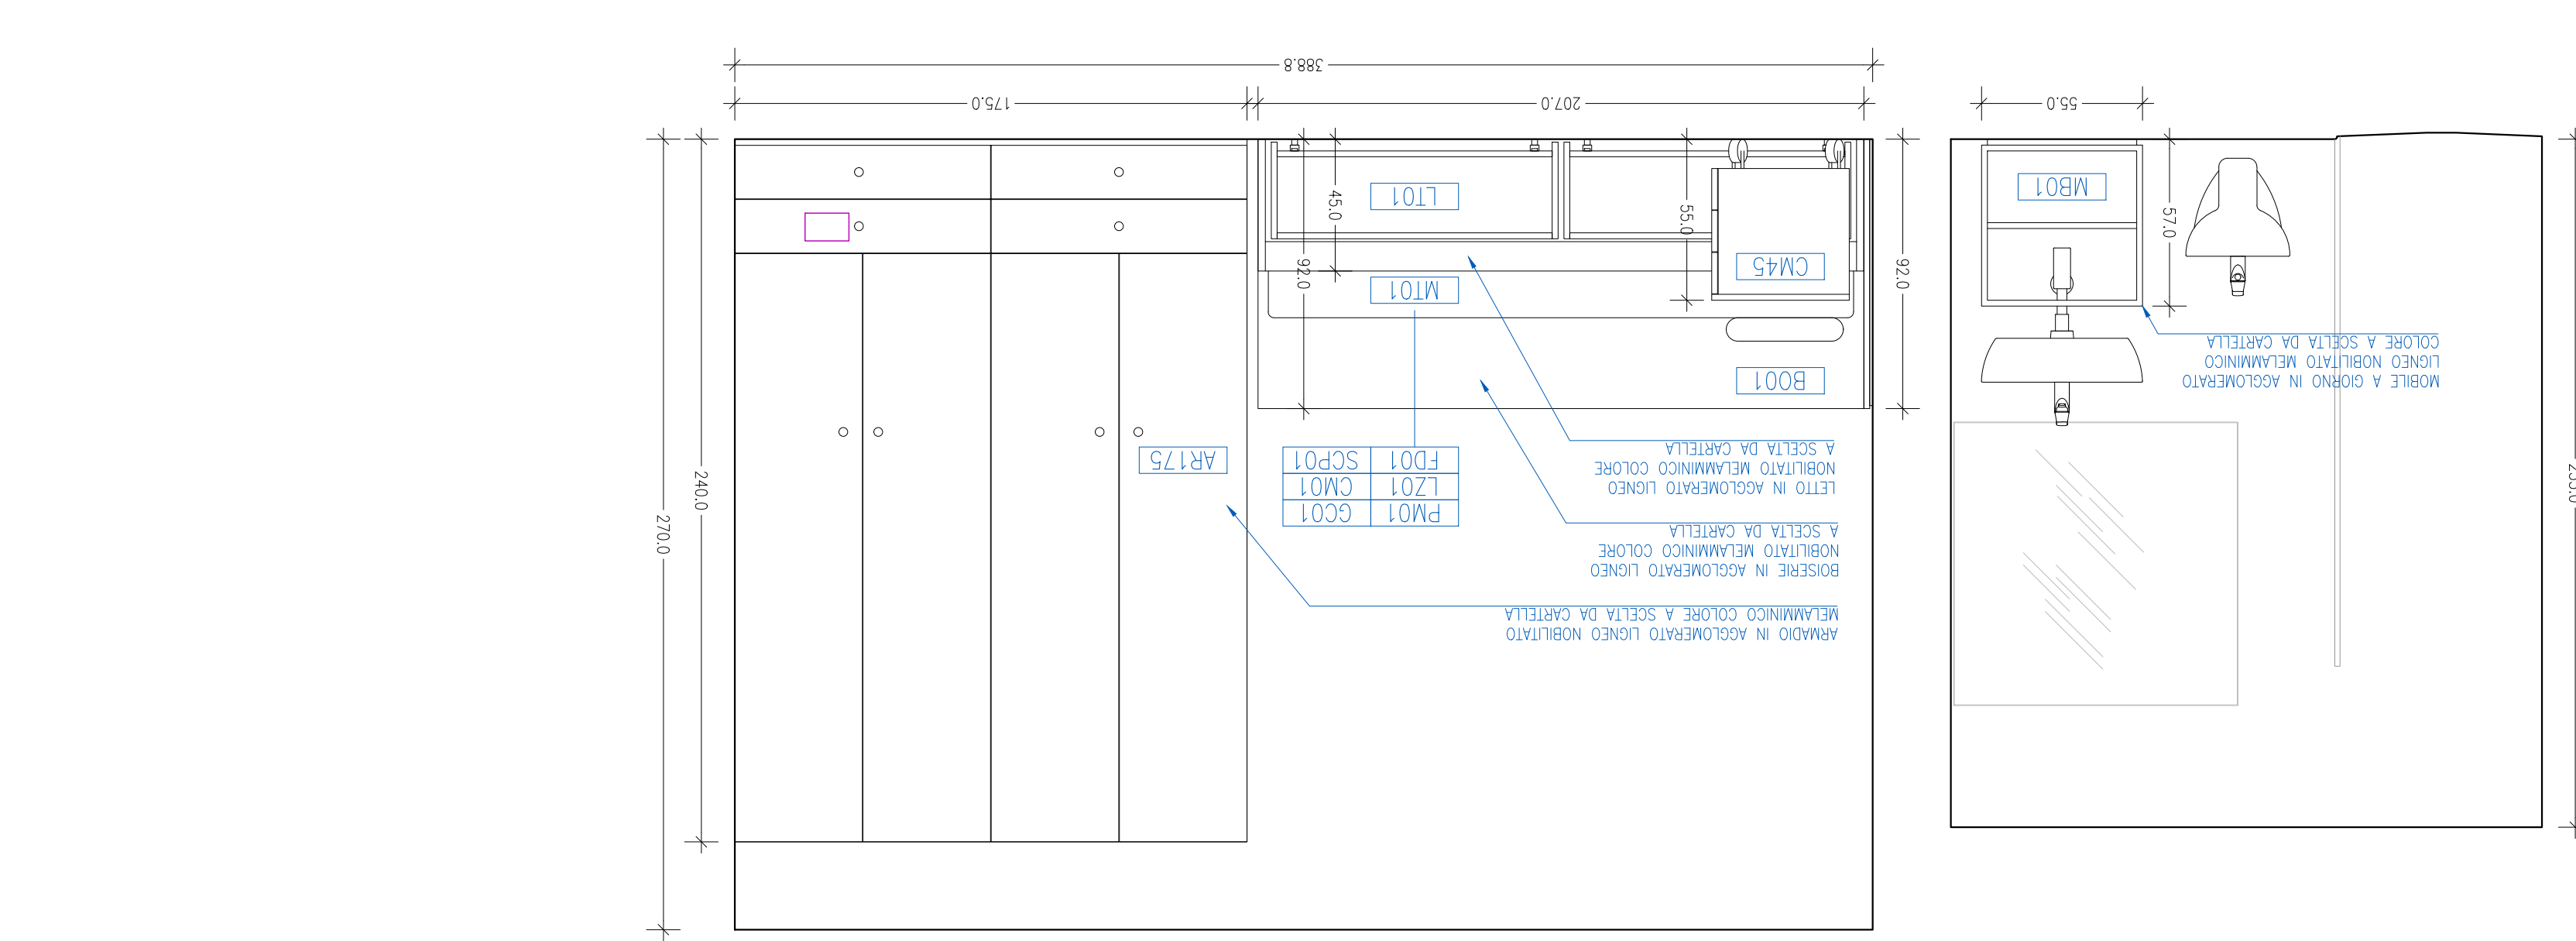 ARMADIO IN AGGLOMERATO LIGNEO NOBILITATO
MELAMMINICO COLORE A SCELTA DA CARTELLA
BOISERIE IN AGGLOMERATO LIGNEO
NOBILITATO MELAMMINICO COLORE
A SCELTA DA CARTELLA
LETTO IN AGGLOMERATO LIGNEO
NOBILITATO MELAMMINICO COLORE
A SCELTA DA CARTELLA
PM01 GC01
LZ01 CM01
FD01 SCP01
AR175
BO01
MT01
CM45
LT01
270.0
240.0
92.0
45.0
55.0
92.0
207.0
175.0
388.8
MOBILE A GIORNO IN AGGLOMERATO
LIGNEO NOBILITATO MELAMMINICO
COLORE A SCELTA DA CARTELLA
MB01
57.0
55.0